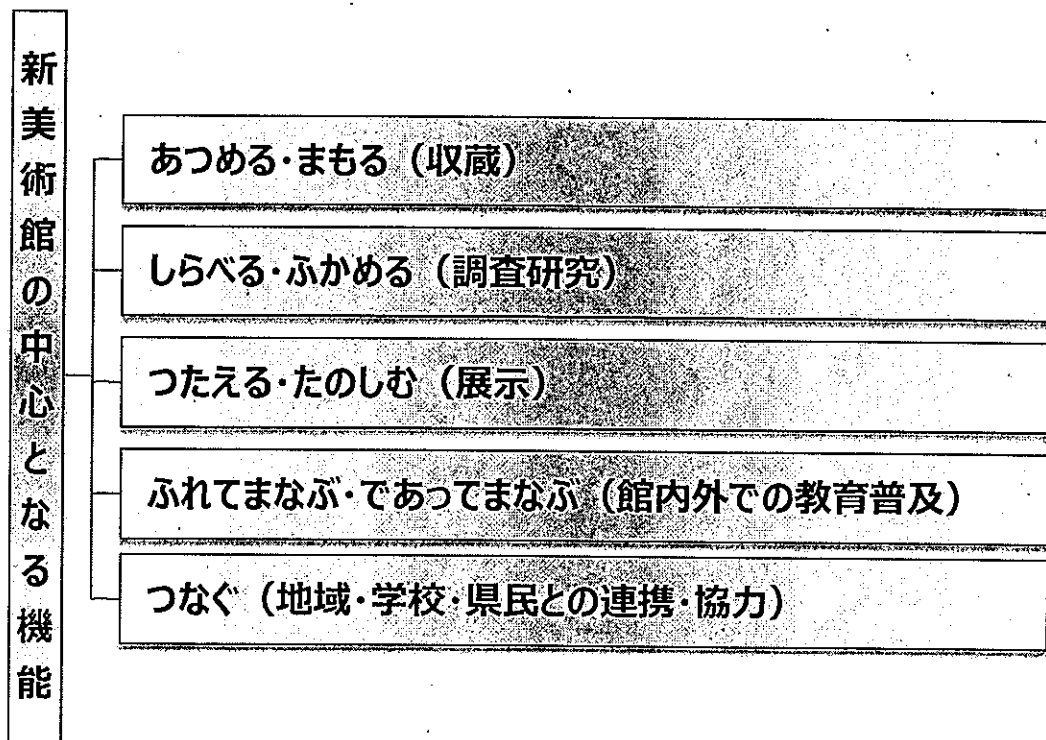 新美術館の中心となる機能
あつめる・まもる（収蔵）
しらべる・ふかめる（調査研究）
つたえる・たのしむ（展示）
ふれてまなぶ・であってまなぶ（館内外での教育普及）
つなぐ（地域・学校・県民との連携・協力）